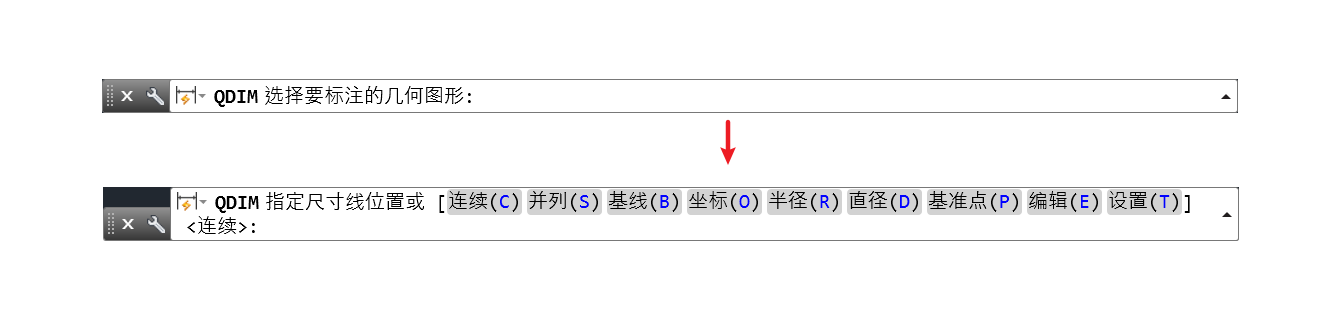 QDIM 选择要标注的几何图形:
QDIM 指定尺寸线位置或 [连续(C) 并列(S) 基线(B) 坐标(O) 半径(R) 直径(D) 基准点(P) 编辑(E) 设置(T)]
<连续>: